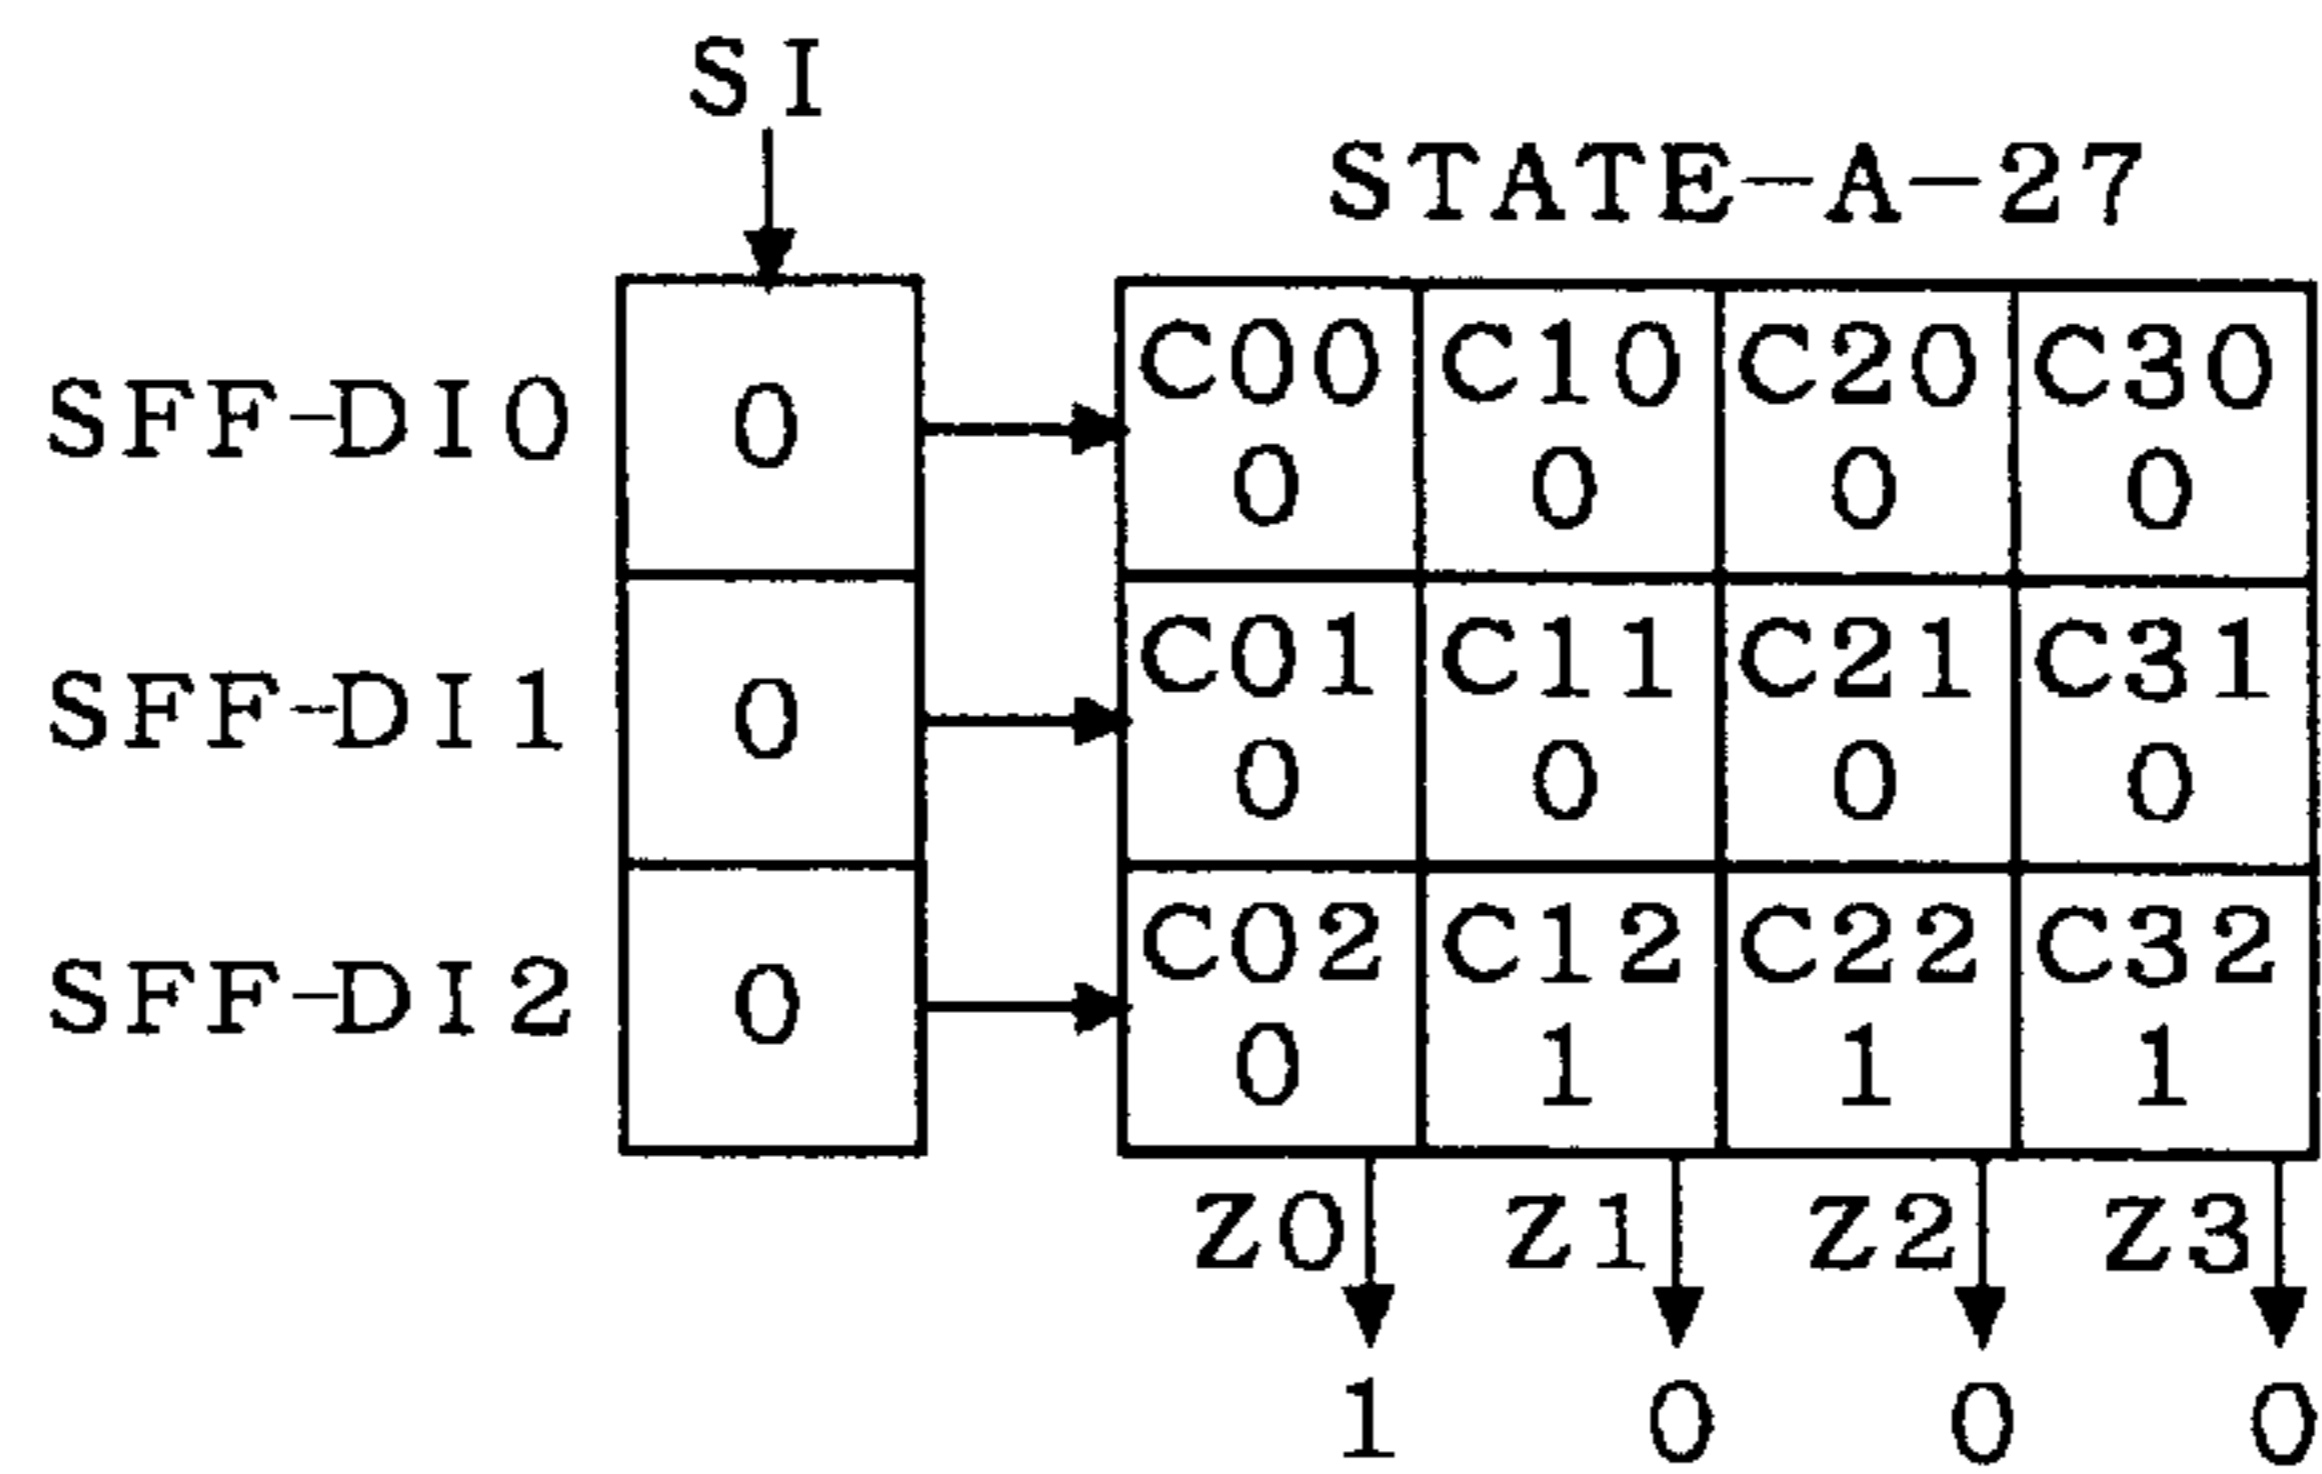 SI
STATE-A-27
SFF-DI0 0 C00 C10 C20 C30
0 0 0 0
SFF-DI1 0 C01 C11 C21 C31
0 0 0 0
SFF-DI2 0 C02 C12 C22 C32
0 1 1 1
Z0 Z1 Z2 Z3
1 0 0 0